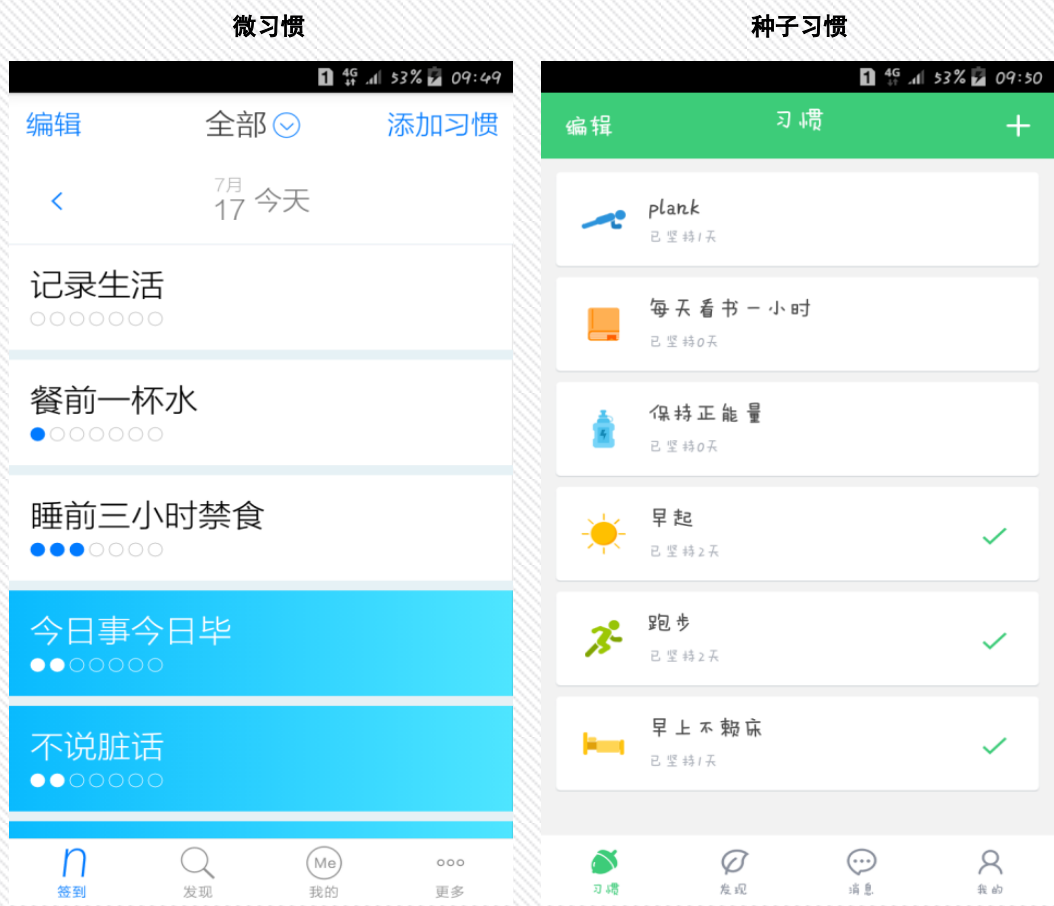 微习惯
1 4G 53% 09:49
编辑 全部 添加习惯
7月
17 今天
记录生活
餐前一杯水
睡前三小时禁食
今日事今日毕
不说脏话
n Me
签到 发现 我的 更多
种子习惯
1 4G 53% 09:50
编辑 习惯 +
plank
已坚持1天
每天看书一小时
已坚持0天
保持正能量
已坚持0天
早起
已坚持2天
跑步
已坚持2天
早上不赖床
已坚持1天
习惯 发现 消息 我的